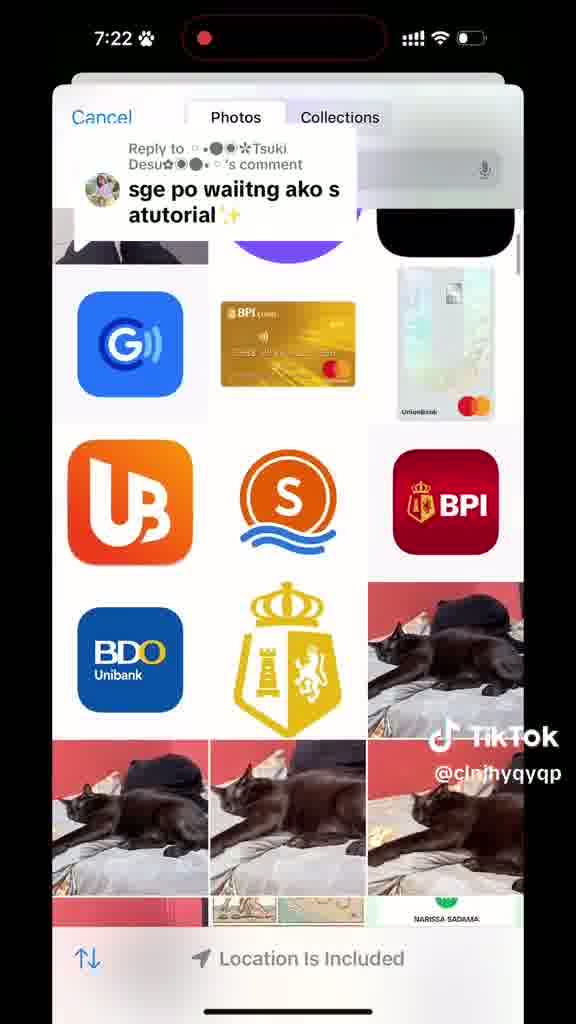 7:22
Cancel
Photos
Collections
Reply to ◦•●◉✿Tsuki
Desu✿◉●•◦'s comment
sge po waiitng ako s
atutorial✨
G
BPI
UnionBank
UB
S
BPI
BDO
Unibank
TikTok
@clnjhyqyqp
NARISSA SADAMA
Location Is Included